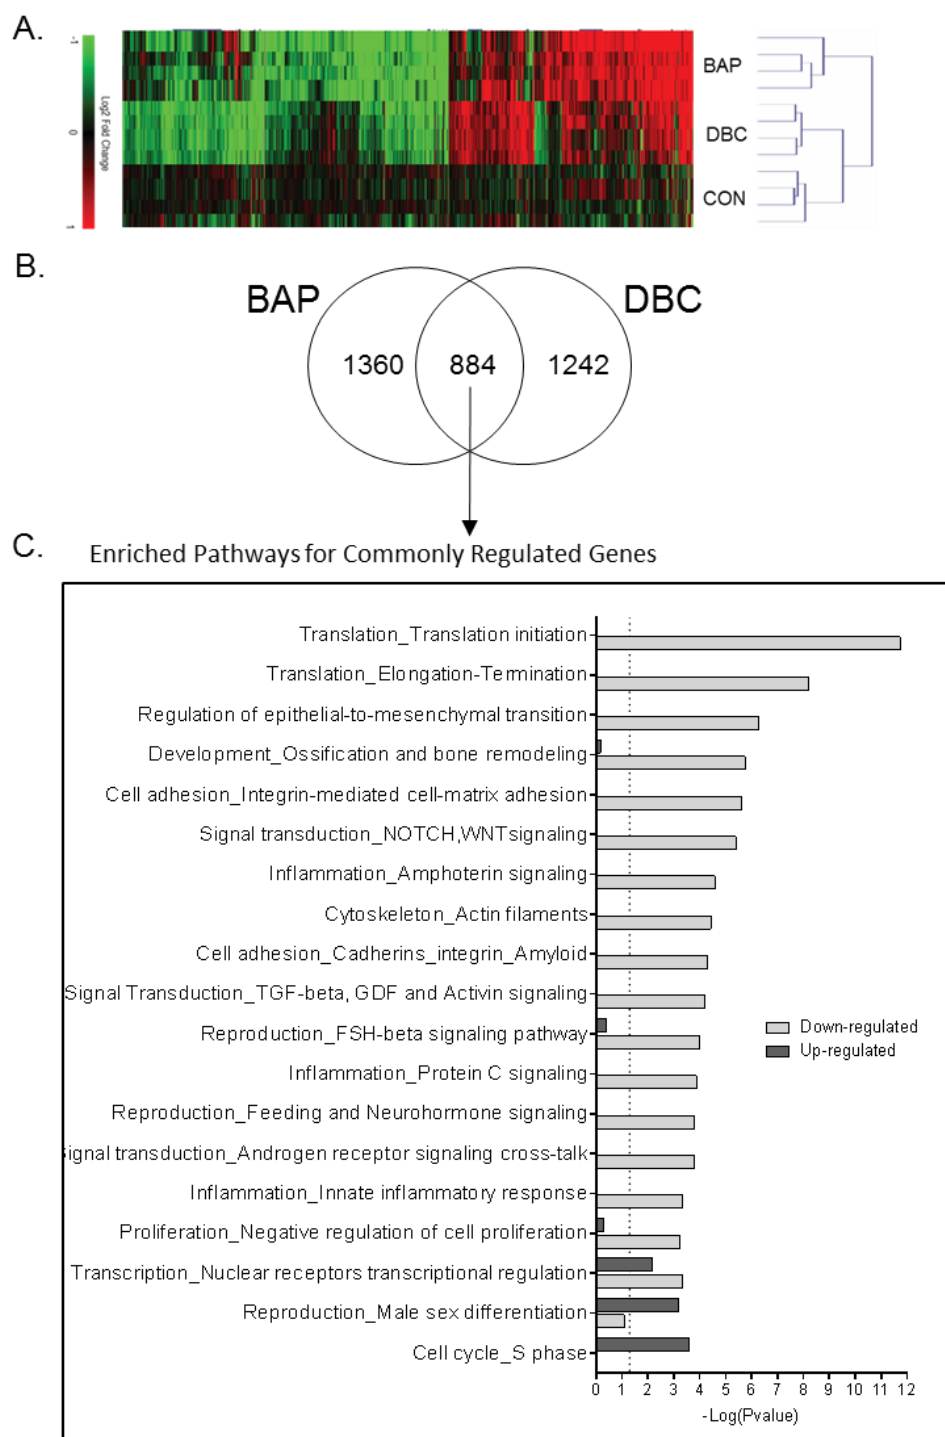 A.
-1
0
1
Log2 Fold Change
BAP
DBC
CON
B.
BAP
DBC
1360
884
1242
C.
Enriched Pathways for Commonly Regulated Genes
Translation_Translation initiation
Translation_Elongation-Termination
Regulation of epithelial-to-mesenchymal transition
Development_Ossification and bone remodeling
Cell adhesion_Integrin-mediated cell-matrix adhesion
Signal transduction_NOTCH,WNTsignaling
Inflammation_Amphoterin signaling
Cytoskeleton_Actin filaments
Cell adhesion_Cadherins_integrin_Amyloid
Signal Transduction_TGF-beta, GDF and Activin signaling
Reproduction_FSH-beta signaling pathway
Inflammation_Protein C signaling
Reproduction_Feeding and Neurohormone signaling
ignal transduction_Androgen receptor signaling cross-talk
Inflammation_Innate inflammatory response
Proliferation_Negative regulation of cell proliferation
Transcription_Nuclear receptors transcriptional regulation
Reproduction_Male sex differentiation
Cell cycle_S phase
Down-regulated
Up-regulated
0 1 2 3 4 5 6 7 8 9 10 11 12
-Log(Pvalue)